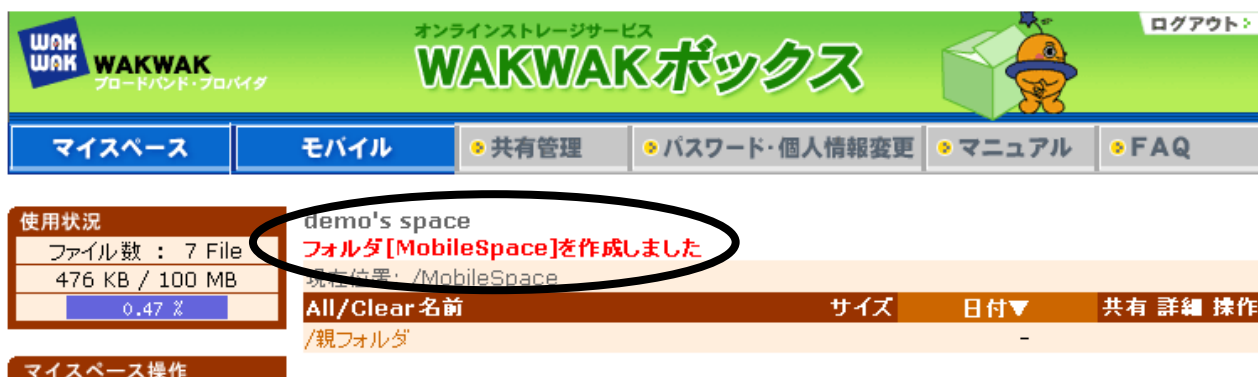 WAK
WAK
WAKWAK
ブロードバンド・プロバイダ
オンラインストレージサービス
WAKWAKボックス
ログアウト
マイスペース
モバイル
共有管理
パスワード・個人情報変更
マニュアル
FAQ
使用状況
ファイル数 : 7 File
476 KB / 100 MB
0.47 %
マイスペース操作
demo's space
フォルダ[MobileSpace]を作成しました
現在位置: /MobileSpace
All/Clear 名前 サイズ 日付▼ 共有 詳細 操作
/親フォルダ -